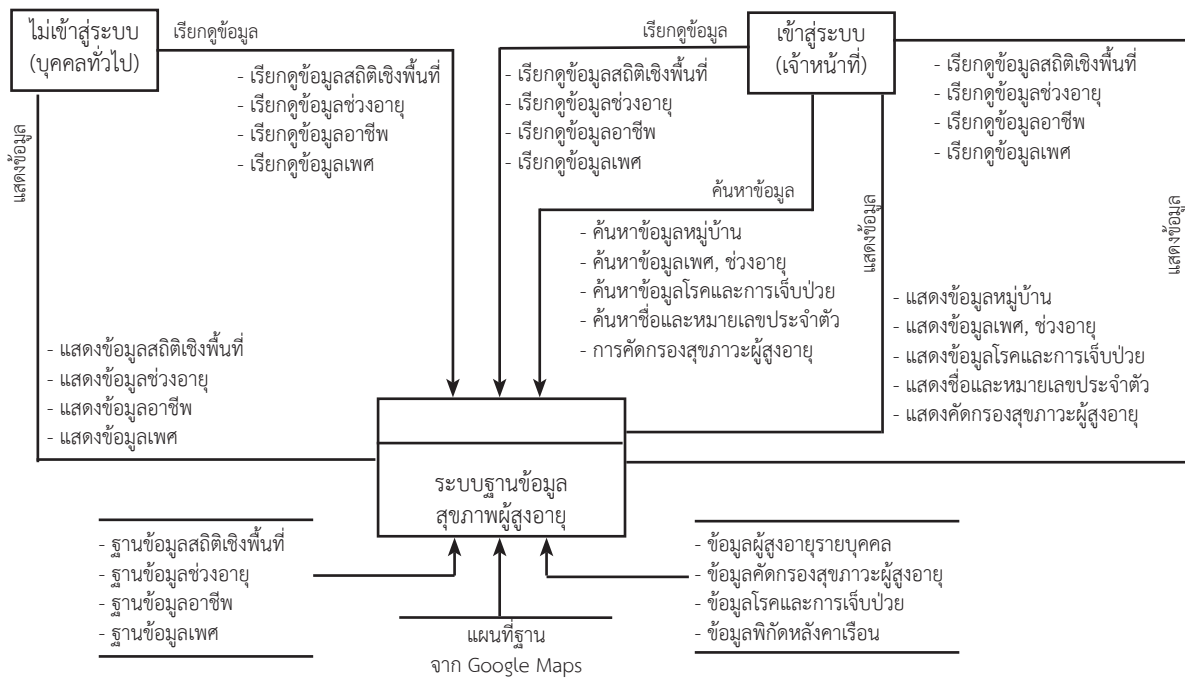 ไม่เข้าสู่ระบบ
(บุคคลทั่วไป)
เรียกดูข้อมูล
- เรียกดูข้อมูลสถิติเชิงพื้นที่
- เรียกดูข้อมูลช่วงอายุ
- เรียกดูข้อมูลอาชีพ
- เรียกดูข้อมูลเพศ
แสดงข้อมูล
- แสดงข้อมูลสถิติเชิงพื้นที่
- แสดงข้อมูลช่วงอายุ
- แสดงข้อมูลอาชีพ
- แสดงข้อมูลเพศ
เข้าสู่ระบบ
(เจ้าหน้าที่)
เรียกดูข้อมูล
- เรียกดูข้อมูลสถิติเชิงพื้นที่
- เรียกดูข้อมูลช่วงอายุ
- เรียกดูข้อมูลอาชีพ
- เรียกดูข้อมูลเพศ
ค้นหาข้อมูล
- ค้นหาข้อมูลหมู่บ้าน
- ค้นหาข้อมูลเพศ, ช่วงอายุ
- ค้นหาข้อมูลโรคและการเจ็บป่วย
- ค้นหาชื่อและหมายเลขประจำตัว
- การคัดกรองสุขภาวะผู้สูงอายุ
แสดงข้อมูล
- แสดงข้อมูลหมู่บ้าน
- แสดงข้อมูลเพศ, ช่วงอายุ
- แสดงข้อมูลโรคและการเจ็บป่วย
- แสดงชื่อและหมายเลขประจำตัว
- แสดงคัดกรองสุขภาวะผู้สูงอายุ
- เรียกดูข้อมูลสถิติเชิงพื้นที่
- เรียกดูข้อมูลช่วงอายุ
- เรียกดูข้อมูลอาชีพ
- เรียกดูข้อมูลเพศ
แสดงข้อมูล
ระบบฐานข้อมูล
สุขภาพผู้สูงอายุ
- ฐานข้อมูลสถิติเชิงพื้นที่
- ฐานข้อมูลช่วงอายุ
- ฐานข้อมูลอาชีพ
- ฐานข้อมูลเพศ
แผนที่ฐาน
จาก Google Maps
- ข้อมูลผู้สูงอายุรายบุคคล
- ข้อมูลคัดกรองสุขภาวะผู้สูงอายุ
- ข้อมูลโรคและการเจ็บป่วย
- ข้อมูลพิกัดหลังคาเรือน